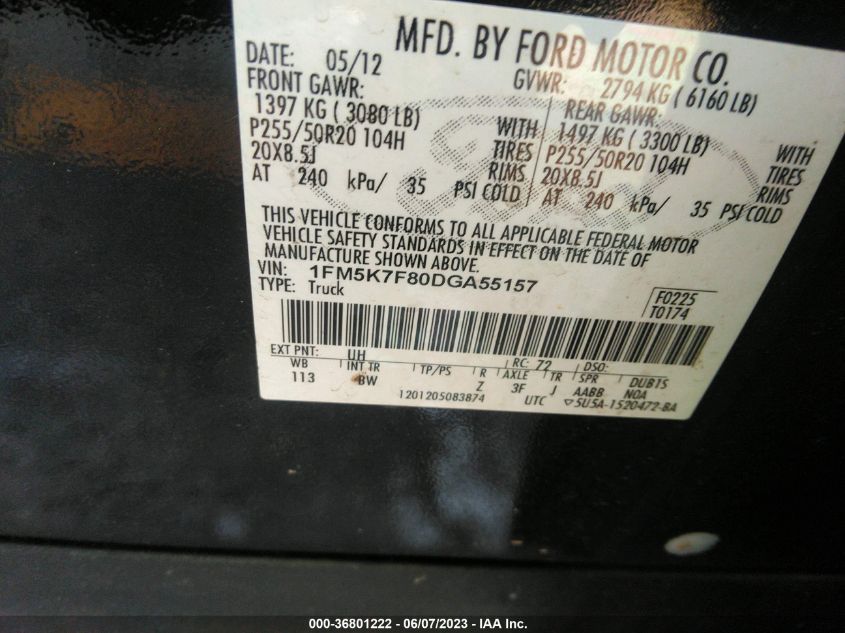 MFD. BY FORD MOTOR CO.
DATE: 05/12 GVWR: 2794 KG ( 6160 LB)
FRONT GAWR: REAR GAWR:
1397 KG ( 3080 LB) WITH 1497 KG ( 3300 LB) WITH
P255/50R20 104H TIRES P255/50R20 104H TIRES
20X8.5J RIMS 20X8.5J RIMS
AT 240 kPa/ 35 PSI COLD AT 240 kPa/ 35 PSI COLD
THIS VEHICLE CONFORMS TO ALL APPLICABLE FEDERAL MOTOR
VEHICLE SAFETY STANDARDS IN EFFECT ON THE DATE OF
MANUFACTURE SHOWN ABOVE.
VIN: 1FM5K7F80DGA55157
TYPE: Truck
F0225
T0174
EXT PNT: UH RC: 72 DSO:
WB INT TR TP/PS R AXLE TR SPR DUB1S
113 BW Z 3F J AABB NOA
1201205083874 UTC ▽5U5A-1520472-BA
000-36801222 - 06/07/2023 - IAA Inc.